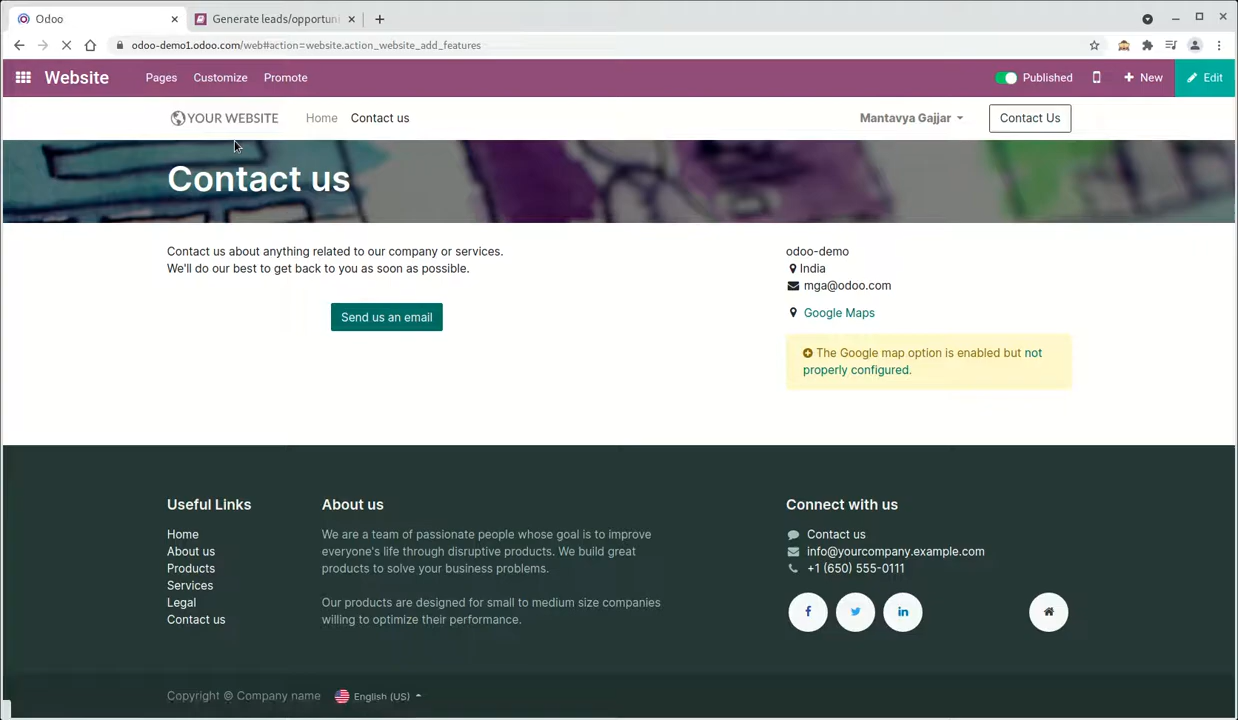 Odoo
Generate leads/opportuni
odoo-demo1.odoo.com/web#action=website.action_website_add_features
Website
Pages
Customize
Promote
Published
New
Edit
YOUR WEBSITE
Home
Contact us
Mantavya Gajjar
Contact Us
Contact us
Contact us about anything related to our company or services.
We'll do our best to get back to you as soon as possible.
Send us an email
odoo-demo
India
mga@odoo.com
Google Maps
The Google map option is enabled but not
properly configured.
Useful Links
Home
About us
Products
Services
Legal
Contact us
About us
We are a team of passionate people whose goal is to improve
everyone's life through disruptive products. We build great
products to solve your business problems.
Our products are designed for small to medium size companies
willing to optimize their performance.
Connect with us
Contact us
info@yourcompany.example.com
+1 (650) 555-0111
Copyright © Company name
English (US)